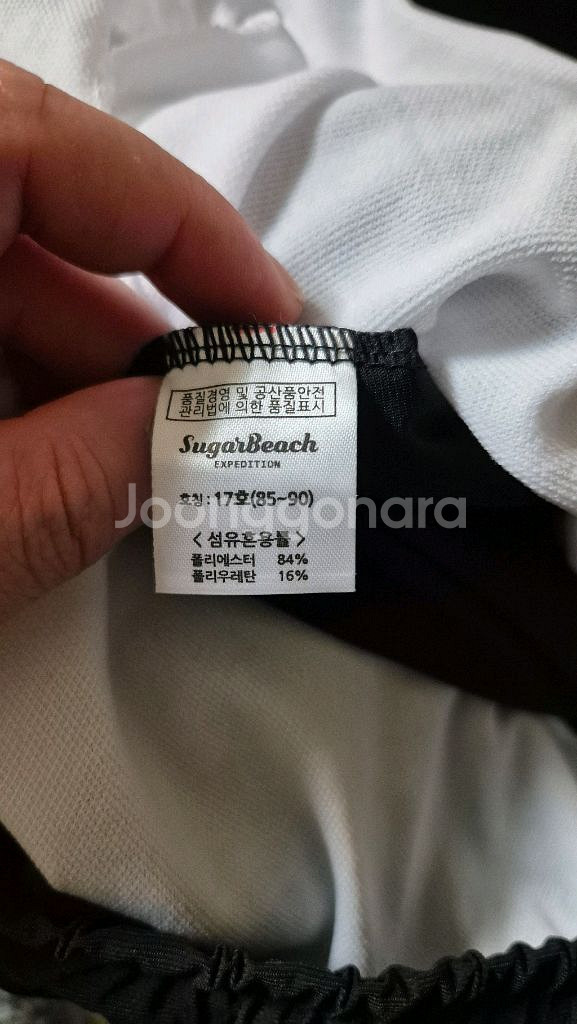 품질경영 및 공산품안전
관리법에 의한 품질표시
SugarBeach
EXPEDITION
호칭 : 17호(85~90)
Joonggonara
< 섬유혼용률 >
폴리에스터 84%
폴리우레탄 16%